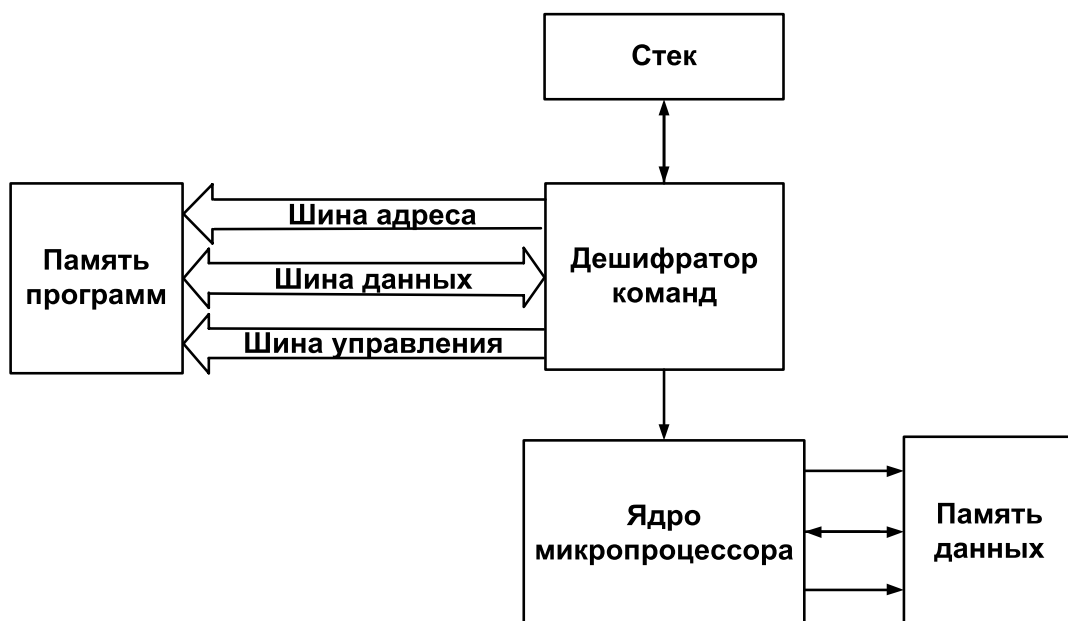 Стек
Шина адреса
Память
программ
Шина данных
Дешифратор
команд
Шина управления
Ядро
микропроцессора
Память
данных